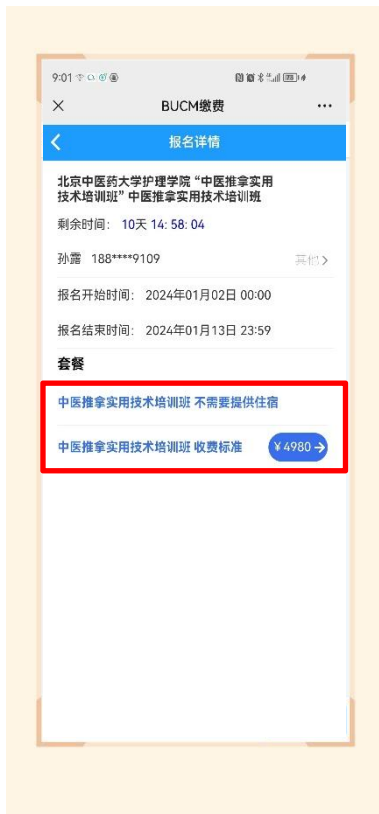 9:01
BUCM缴费
报名详情
北京中医药大学护理学院“中医推拿实用
技术培训班”中医推拿实用技术培训班
剩余时间： 10天 14: 58: 04
孙露 188****9109
其他
报名开始时间： 2024年01月02日 00:00
报名结束时间： 2024年01月13日 23:59
套餐
中医推拿实用技术培训班 不需要提供住宿
中医推拿实用技术培训班 收费标准
¥4980